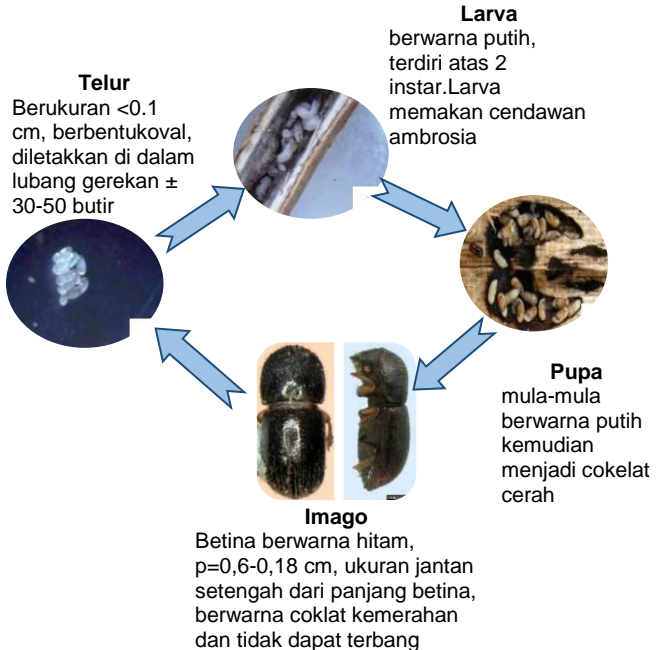 Telur
Berukuran <0.1
cm, berbentukoval,
diletakkan di dalam
lubang gerekan ±
30-50 butir
Larva
berwarna putih,
terdiri atas 2
instar.Larva
memakan cendawan
ambrosia
Pupa
mula-mula
berwarna putih
kemudian
menjadi cokelat
cerah
Imago
Betina berwarna hitam,
p=0,6-0,18 cm, ukuran jantan
setengah dari panjang betina,
berwarna coklat kemerahan
dan tidak dapat terbang